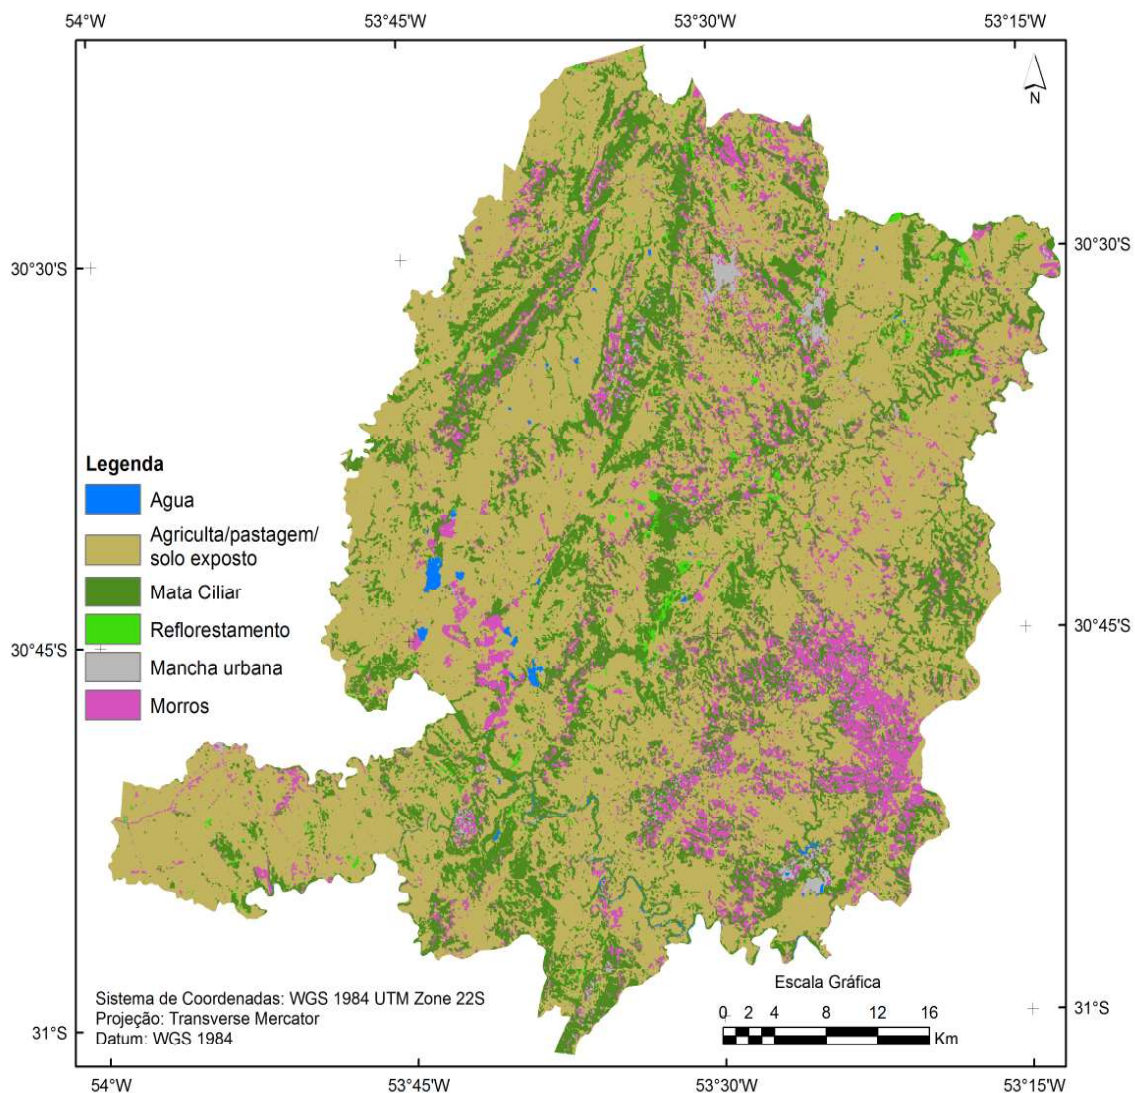 54°W 53°45'W 53°30'W 53°15'W
N
30°30'S
30°30'S
Legenda
Agua
Agriculta/pastagem/
solo exposto
Mata Ciliar
Reflorestamento
Mancha urbana
Morros
30°45'S
30°45'S
Sistema de Coordenadas: WGS 1984 UTM Zone 22S
Projeção: Transverse Mercator
Datum: WGS 1984
Escala Gráfica
0 2 4 8 12 16
Km
31°S
31°S
54°W 53°45'W 53°30'W 53°15'W